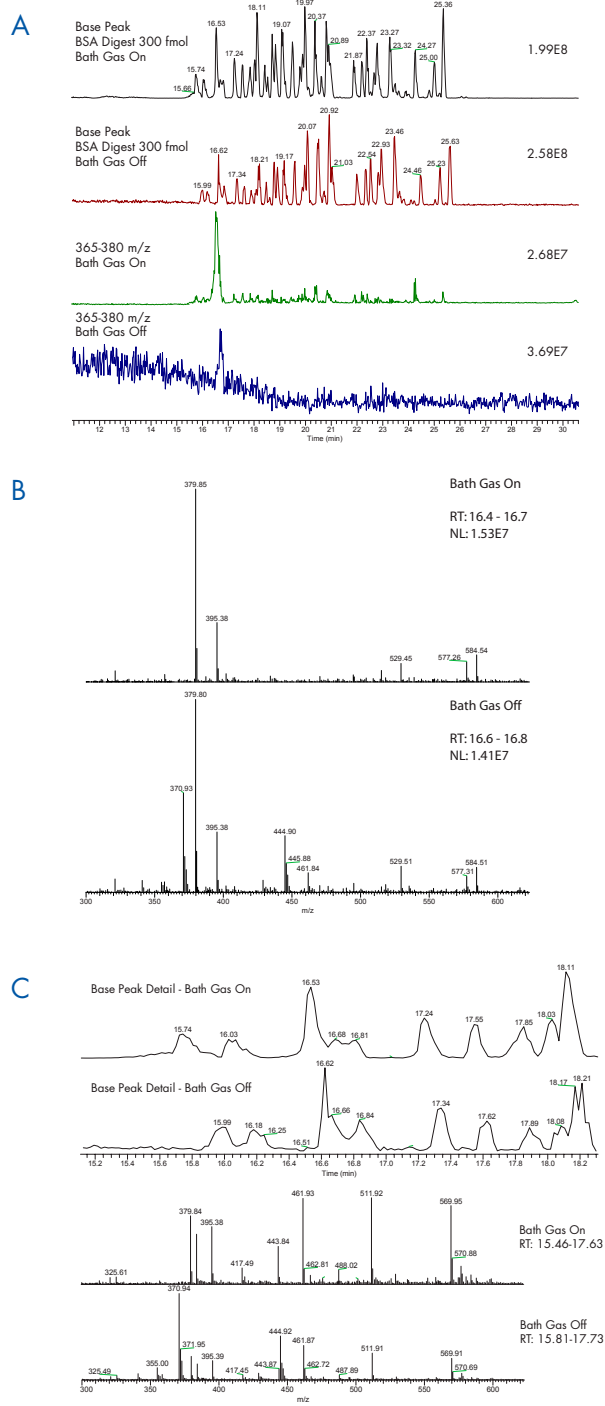 A
Base Peak
BSA Digest 300 fmol
Bath Gas On
15.66
15.74
16.53
17.24
18.11
19.07
19.97
20.37
20.89
21.87
22.37
23.27
23.32
24.27
25.00
25.36
1.99E8
Base Peak
BSA Digest 300 fmol
Bath Gas Off
15.99
16.62
17.34
18.21
19.17
20.07
20.92
21.03
22.54
22.93
23.46
24.46
25.23
25.63
2.58E8
365-380 m/z
Bath Gas On
2.68E7
365-380 m/z
Bath Gas Off
3.69E7
11 12 13 14 15 16 17 18 19 20 21 22 23 24 25 26 27 28 29 30
Time (min)
B
379.85
395.38
529.45
577.26
584.54
Bath Gas On
RT: 16.4 - 16.7
NL: 1.53E7
379.80
370.93
395.38
444.90
445.88
461.84
529.51
577.31
584.51
Bath Gas Off
RT: 16.6 - 16.8
NL: 1.41E7
300 350 400 450 500 550 600
m/z
C
Base Peak Detail - Bath Gas On
15.74
16.03
16.53
16.68
16.81
17.24
17.55
17.85
18.03
18.11
Base Peak Detail - Bath Gas Off
15.99
16.18
16.25
16.51
16.62
16.66
16.84
17.34
17.62
17.89
18.08
18.17
18.21
15.2 15.4 15.6 15.8 16.0 16.2 16.4 16.6 16.8 17.0 17.2 17.4 17.6 17.8 18.0 18.2
Time (min)
325.61
379.84
395.38
417.49
443.84
461.93
462.81
488.02
511.92
569.95
570.88
Bath Gas On
RT: 15.46-17.63
325.49
355.00
370.94
371.95
395.39
417.45
443.87
444.92
461.87
462.72
487.89
511.91
569.91
570.69
Bath Gas Off
RT: 15.81-17.73
300 350 400 450 500 550 600
m/z